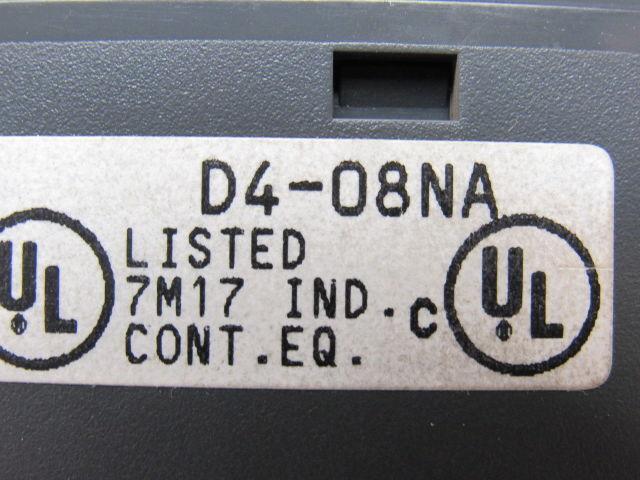 D4-08NA
UL LISTED c UL
7M17 IND.
CONT.EQ.